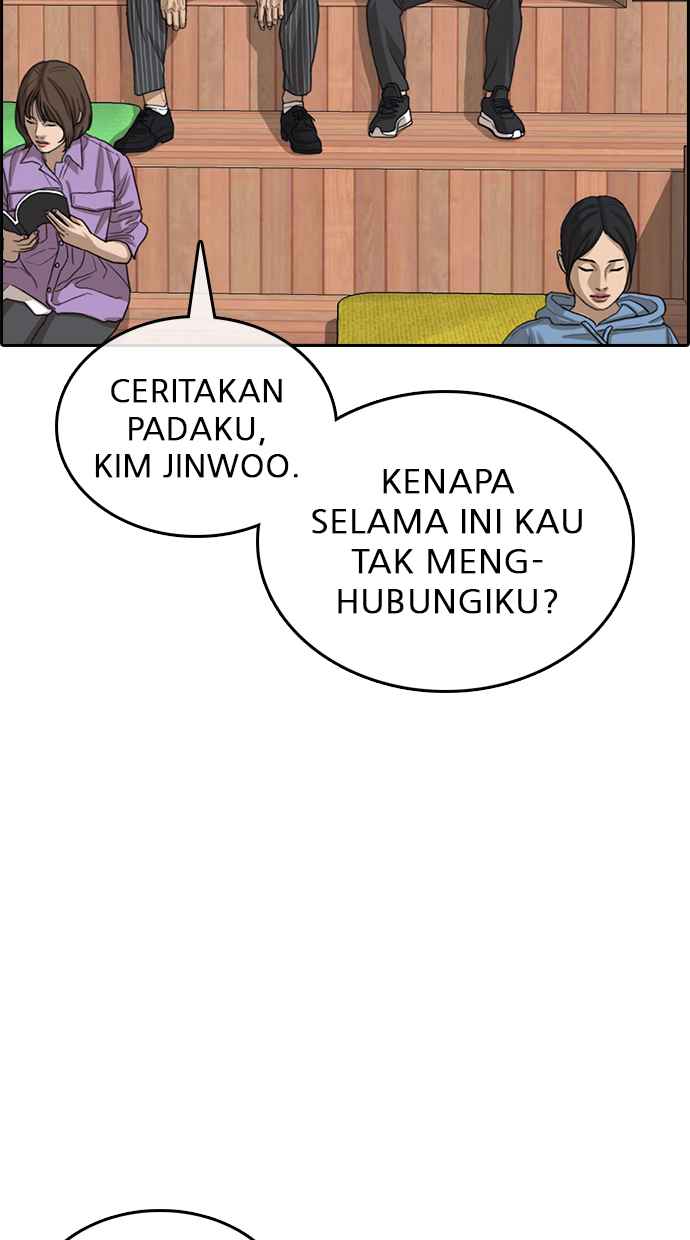 CERITAKAN
PADAKU,
KIM JINWOO.
KENAPA
SELAMA INI KAU
TAK MENG-
HUBUNGIKU?